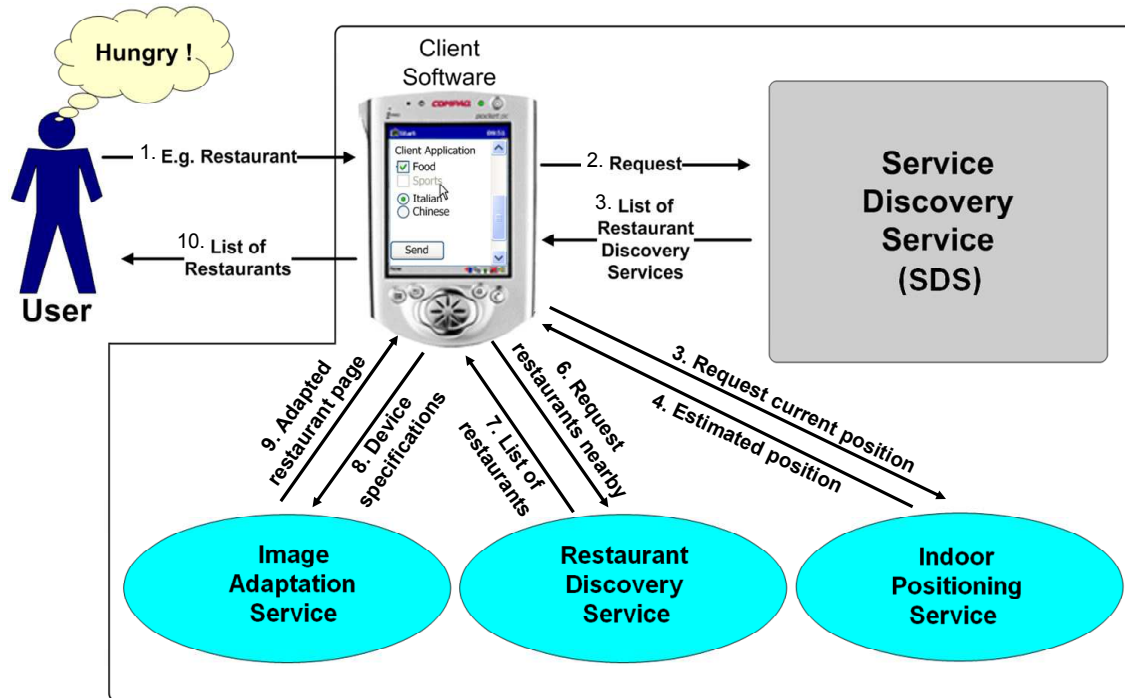 Hungry !
Client
Software
COMPAQ
pocket pc
Start
09:53
Client Application
Food
Sports
Italian
Chinese
Send
User
1. E.g. Restaurant
10. List of
Restaurants
2. Request
3. List of
Restaurant
Discovery
Services
Service
Discovery
Service
(SDS)
9. Adapted
restaurant page
8. Device
specifications
7. List of
restaurants
6. Request
restaurants nearby
3. Request current position
4. Estimated position
Image
Adaptation
Service
Restaurant
Discovery
Service
Indoor
Positioning
Service